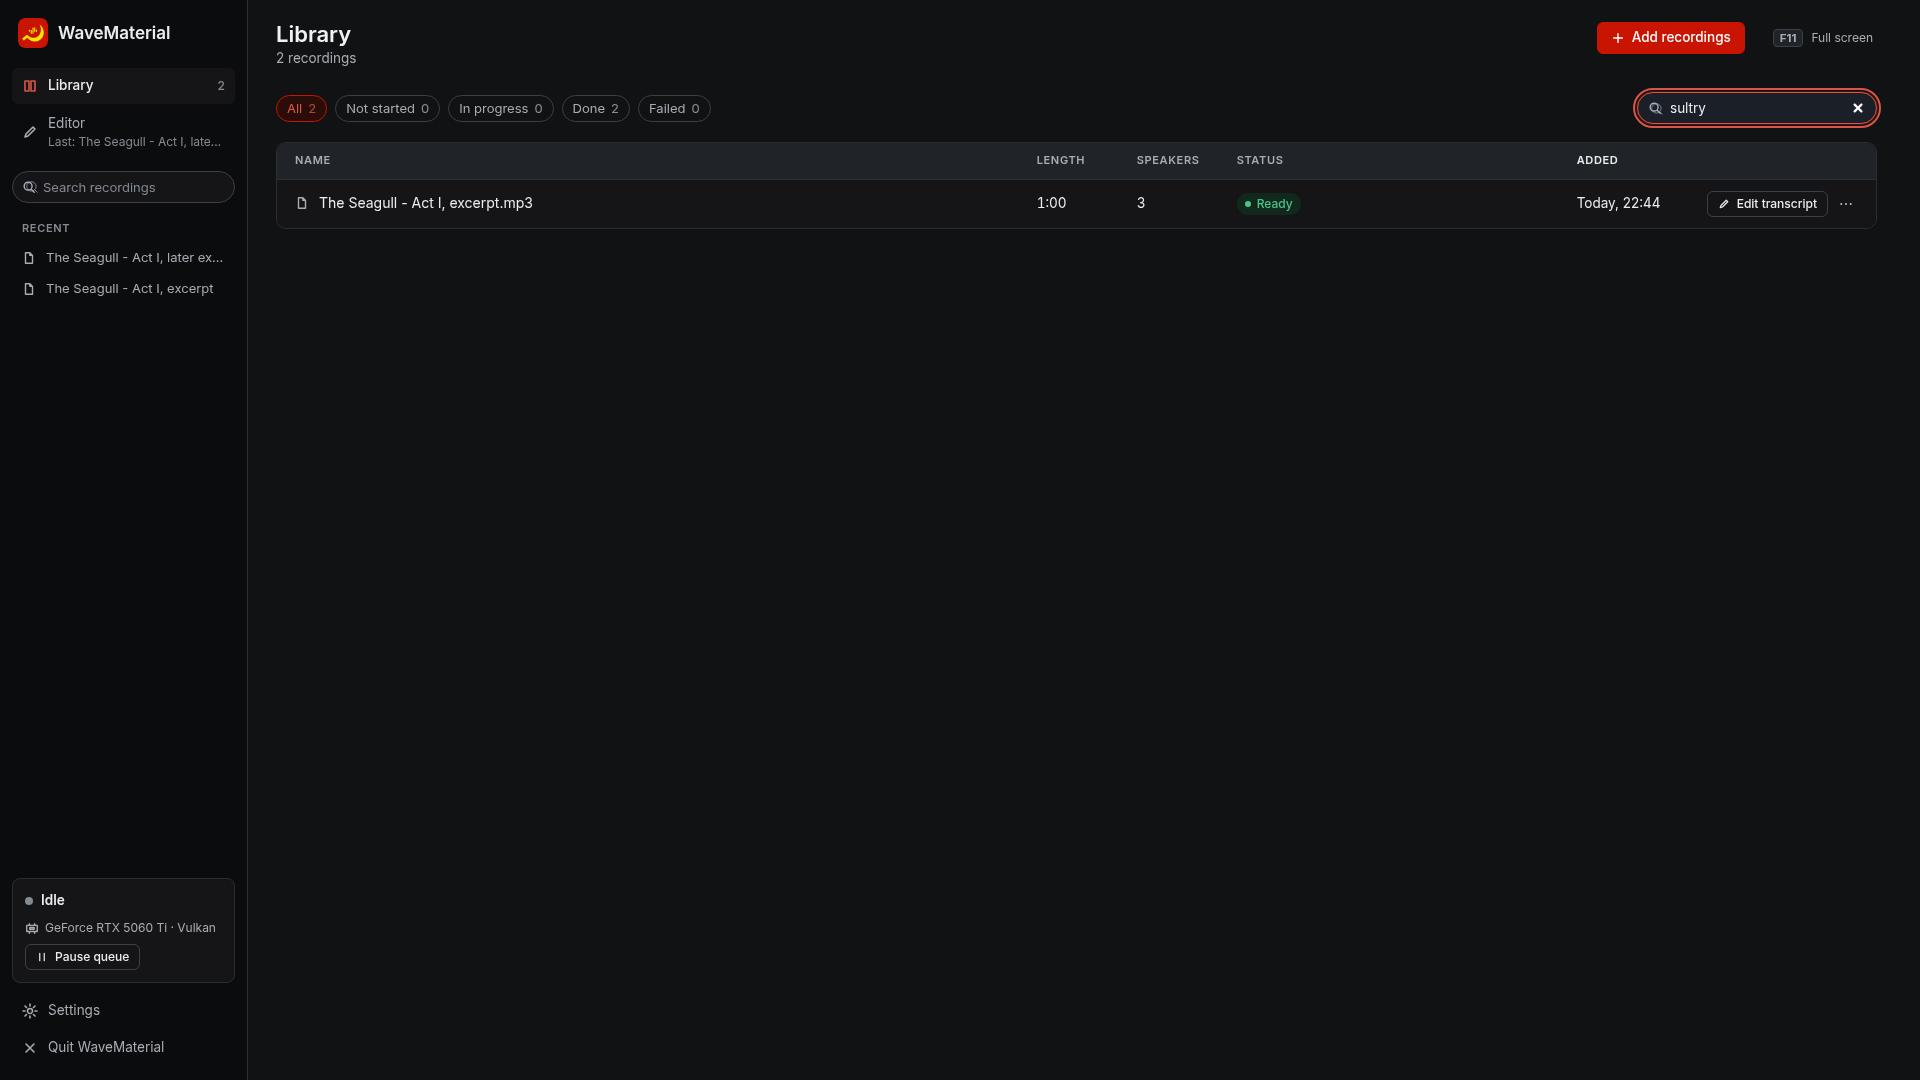 WaveMaterial
Library 2
Editor
Last: The Seagull - Act I, late...
Search recordings
RECENT
The Seagull - Act I, later ex...
The Seagull - Act I, excerpt
Idle
GeForce RTX 5060 Ti · Vulkan
Pause queue
Settings
Quit WaveMaterial
Library
2 recordings
Add recordings
F11 Full screen
All 2 Not started 0 In progress 0 Done 2 Failed 0
sultry
NAME LENGTH SPEAKERS STATUS ADDED
The Seagull - Act I, excerpt.mp3 1:00 3 Ready Today, 22:44 Edit transcript